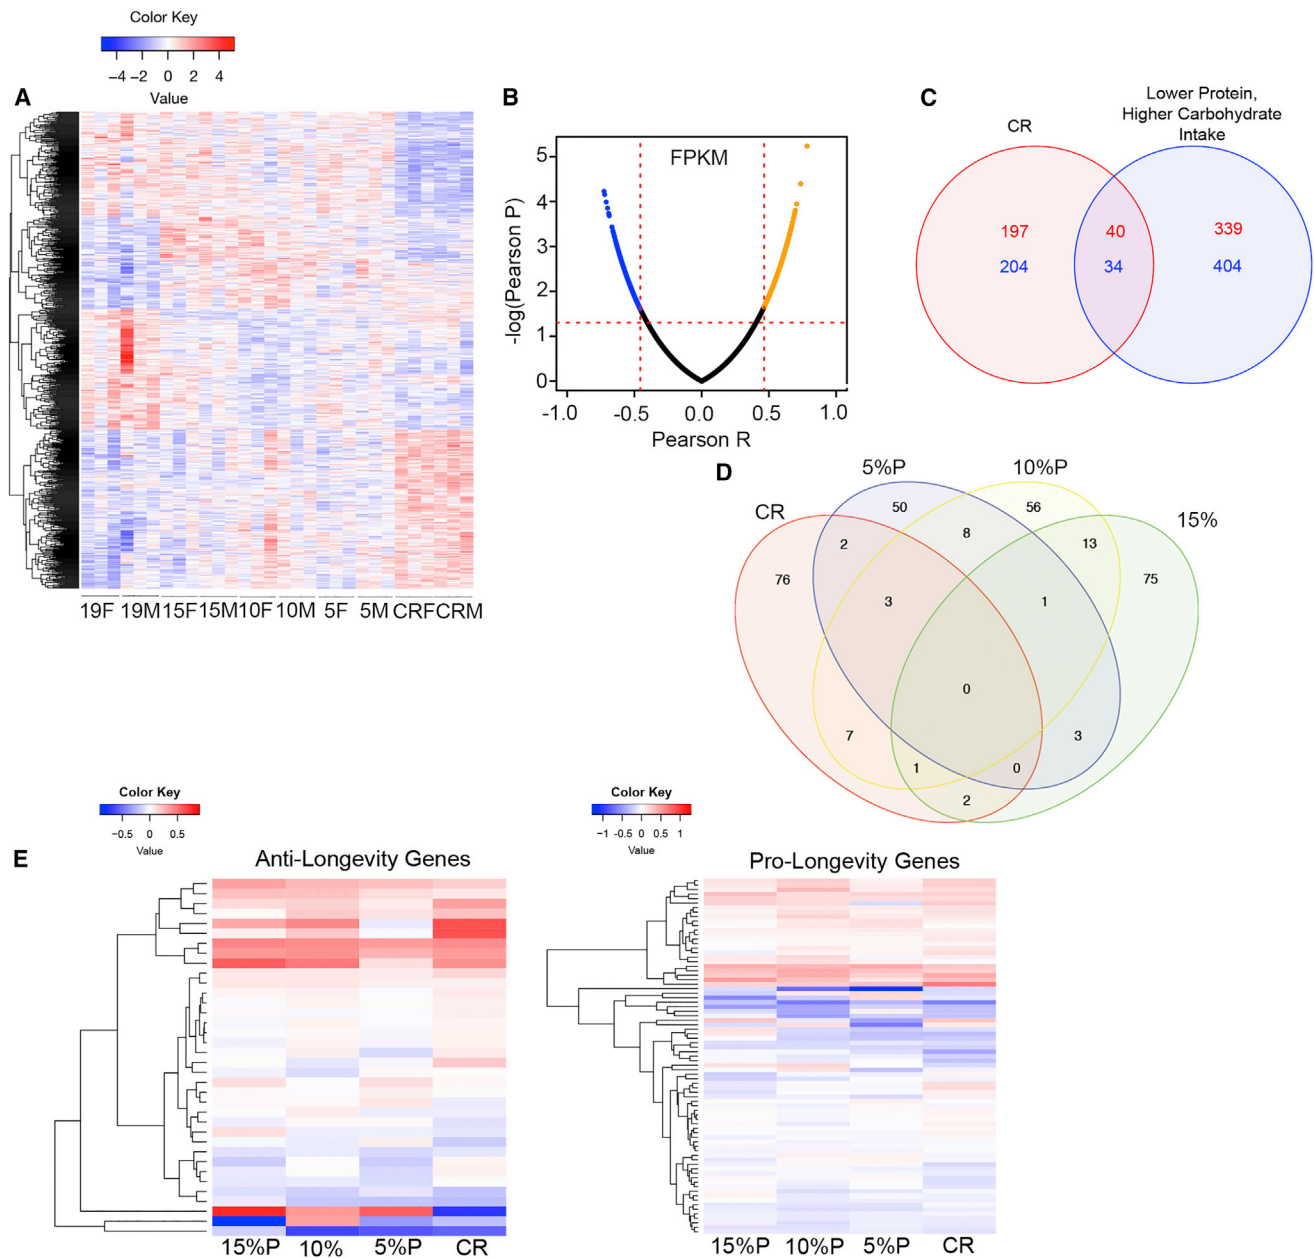 Color Key
−4 −2 0 2 4
Value
A
19F 19M 15F 15M 10F 10M 5F 5M CRF CRM
B
FPKM
-log(Pearson P)
5
4
3
2
1
0
-1.0 -0.5 0.0 0.5 1.0
Pearson R
C
CR
Lower Protein,
Higher Carbohydrate
Intake
197 40 339
204 34 404
D
CR 5%P 10%P 15%
50 56
2 8 13
76 75
3 1
0
7 3
1 0
2
E
Color Key
−0.5 0 0.5
Value
Anti-Longevity Genes
15%P 10% 5%P CR
Color Key
−1 −0.5 0 0.5 1
Value
Pro-Longevity Genes
15%P 10%P 5%P CR